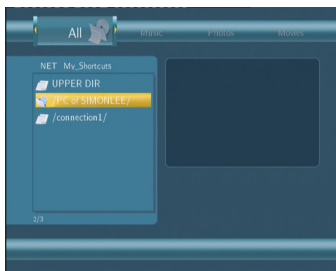 All Music Photos Movies
NET My_Shortcuts
UPPER DIR
/PC of SIMONLEE/
/connection1/
2/3